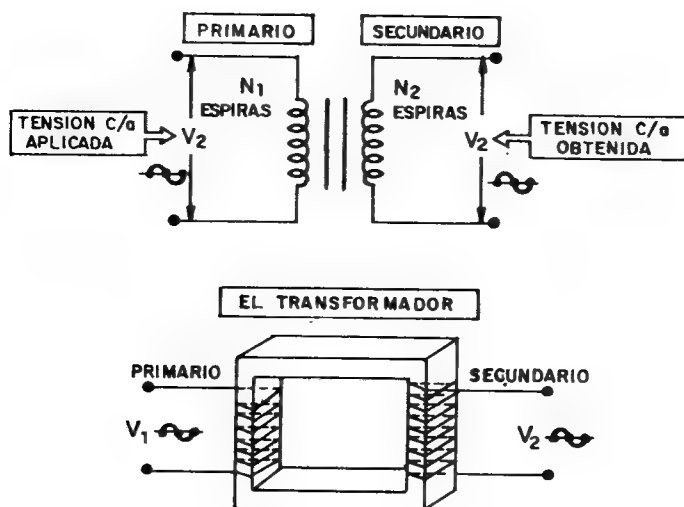 PRIMARIO
SECUNDARIO
N1
ESPIRAS
N2
ESPIRAS
TENSION C/a
APLICADA
V2
V2
TENSION C/a
OBTENIDA
EL TRANSFORMADOR
PRIMARIO
SECUNDARIO
V1
V2